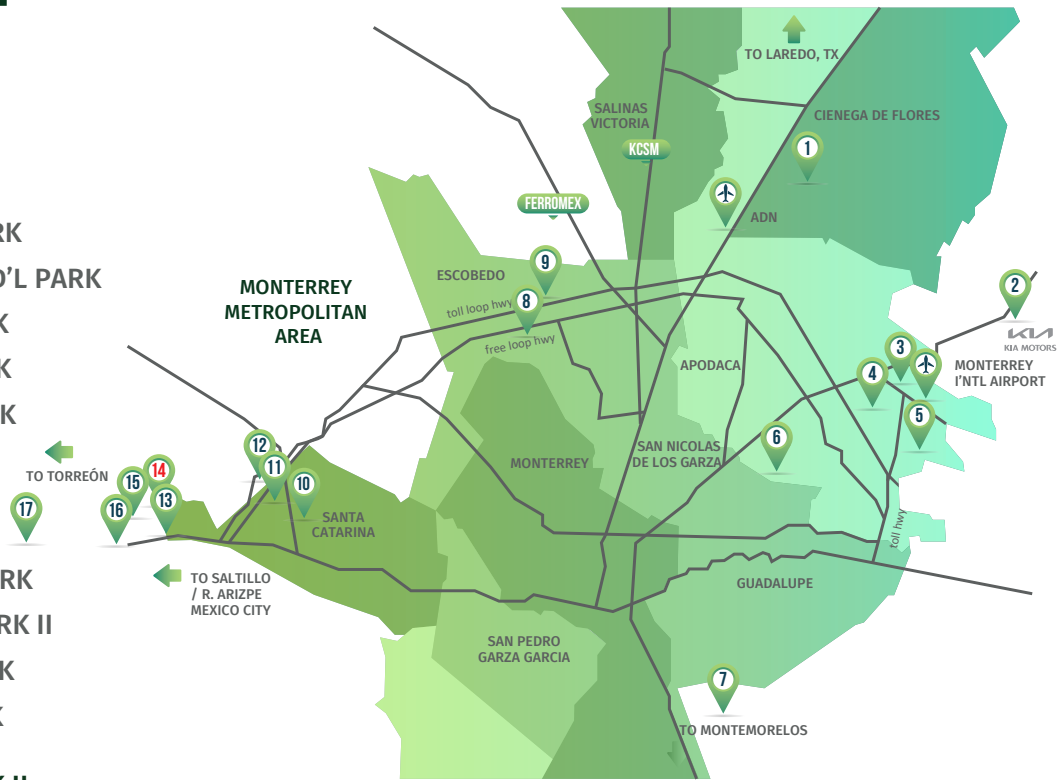 RK
D'L PARK
K
K
K
RK
RK II
K
K
MONTERREY
METROPOLITAN
AREA
TO LAREDO, TX
SALINAS
VICTORIA
CIENEGA DE FLORES
KCSM
1
FERROMEX
ADN
9
ESCOBEDO
8
toll loop hwy
free loop hwy
2
KIA
KIA MOTORS
3
MONTERREY
I'NTL AIRPORT
4
APODACA
5
6
SAN NICOLAS
DE LOS GARZA
MONTERREY
12
11
10
SANTA
CATARINA
TO TORREÓN
14
15
13
16
17
toll hwy
TO SALTILLO
/ R. ARIZPE
MEXICO CITY
GUADALUPE
SAN PEDRO
GARZA GARCIA
7
TO MONTEMORELOS